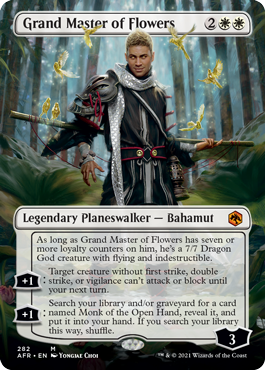 Grand Master of Flowers 2
Legendary Planeswalker — Bahamut
As long as Grand Master of Flowers has seven or
more loyalty counters on him, he's a 7/7 Dragon
God creature with flying and indestructible.
+1: Target creature without first strike, double
strike, or vigilance can't attack or block until
your next turn.
+1: Search your library and/or graveyard for a card
named Monk of the Open Hand, reveal it, and
put it into your hand. If you search your library
this way, shuffle.
3
282 M
AFR • EN YONGJAE CHOI
™ & © 2021 Wizards of the Coast